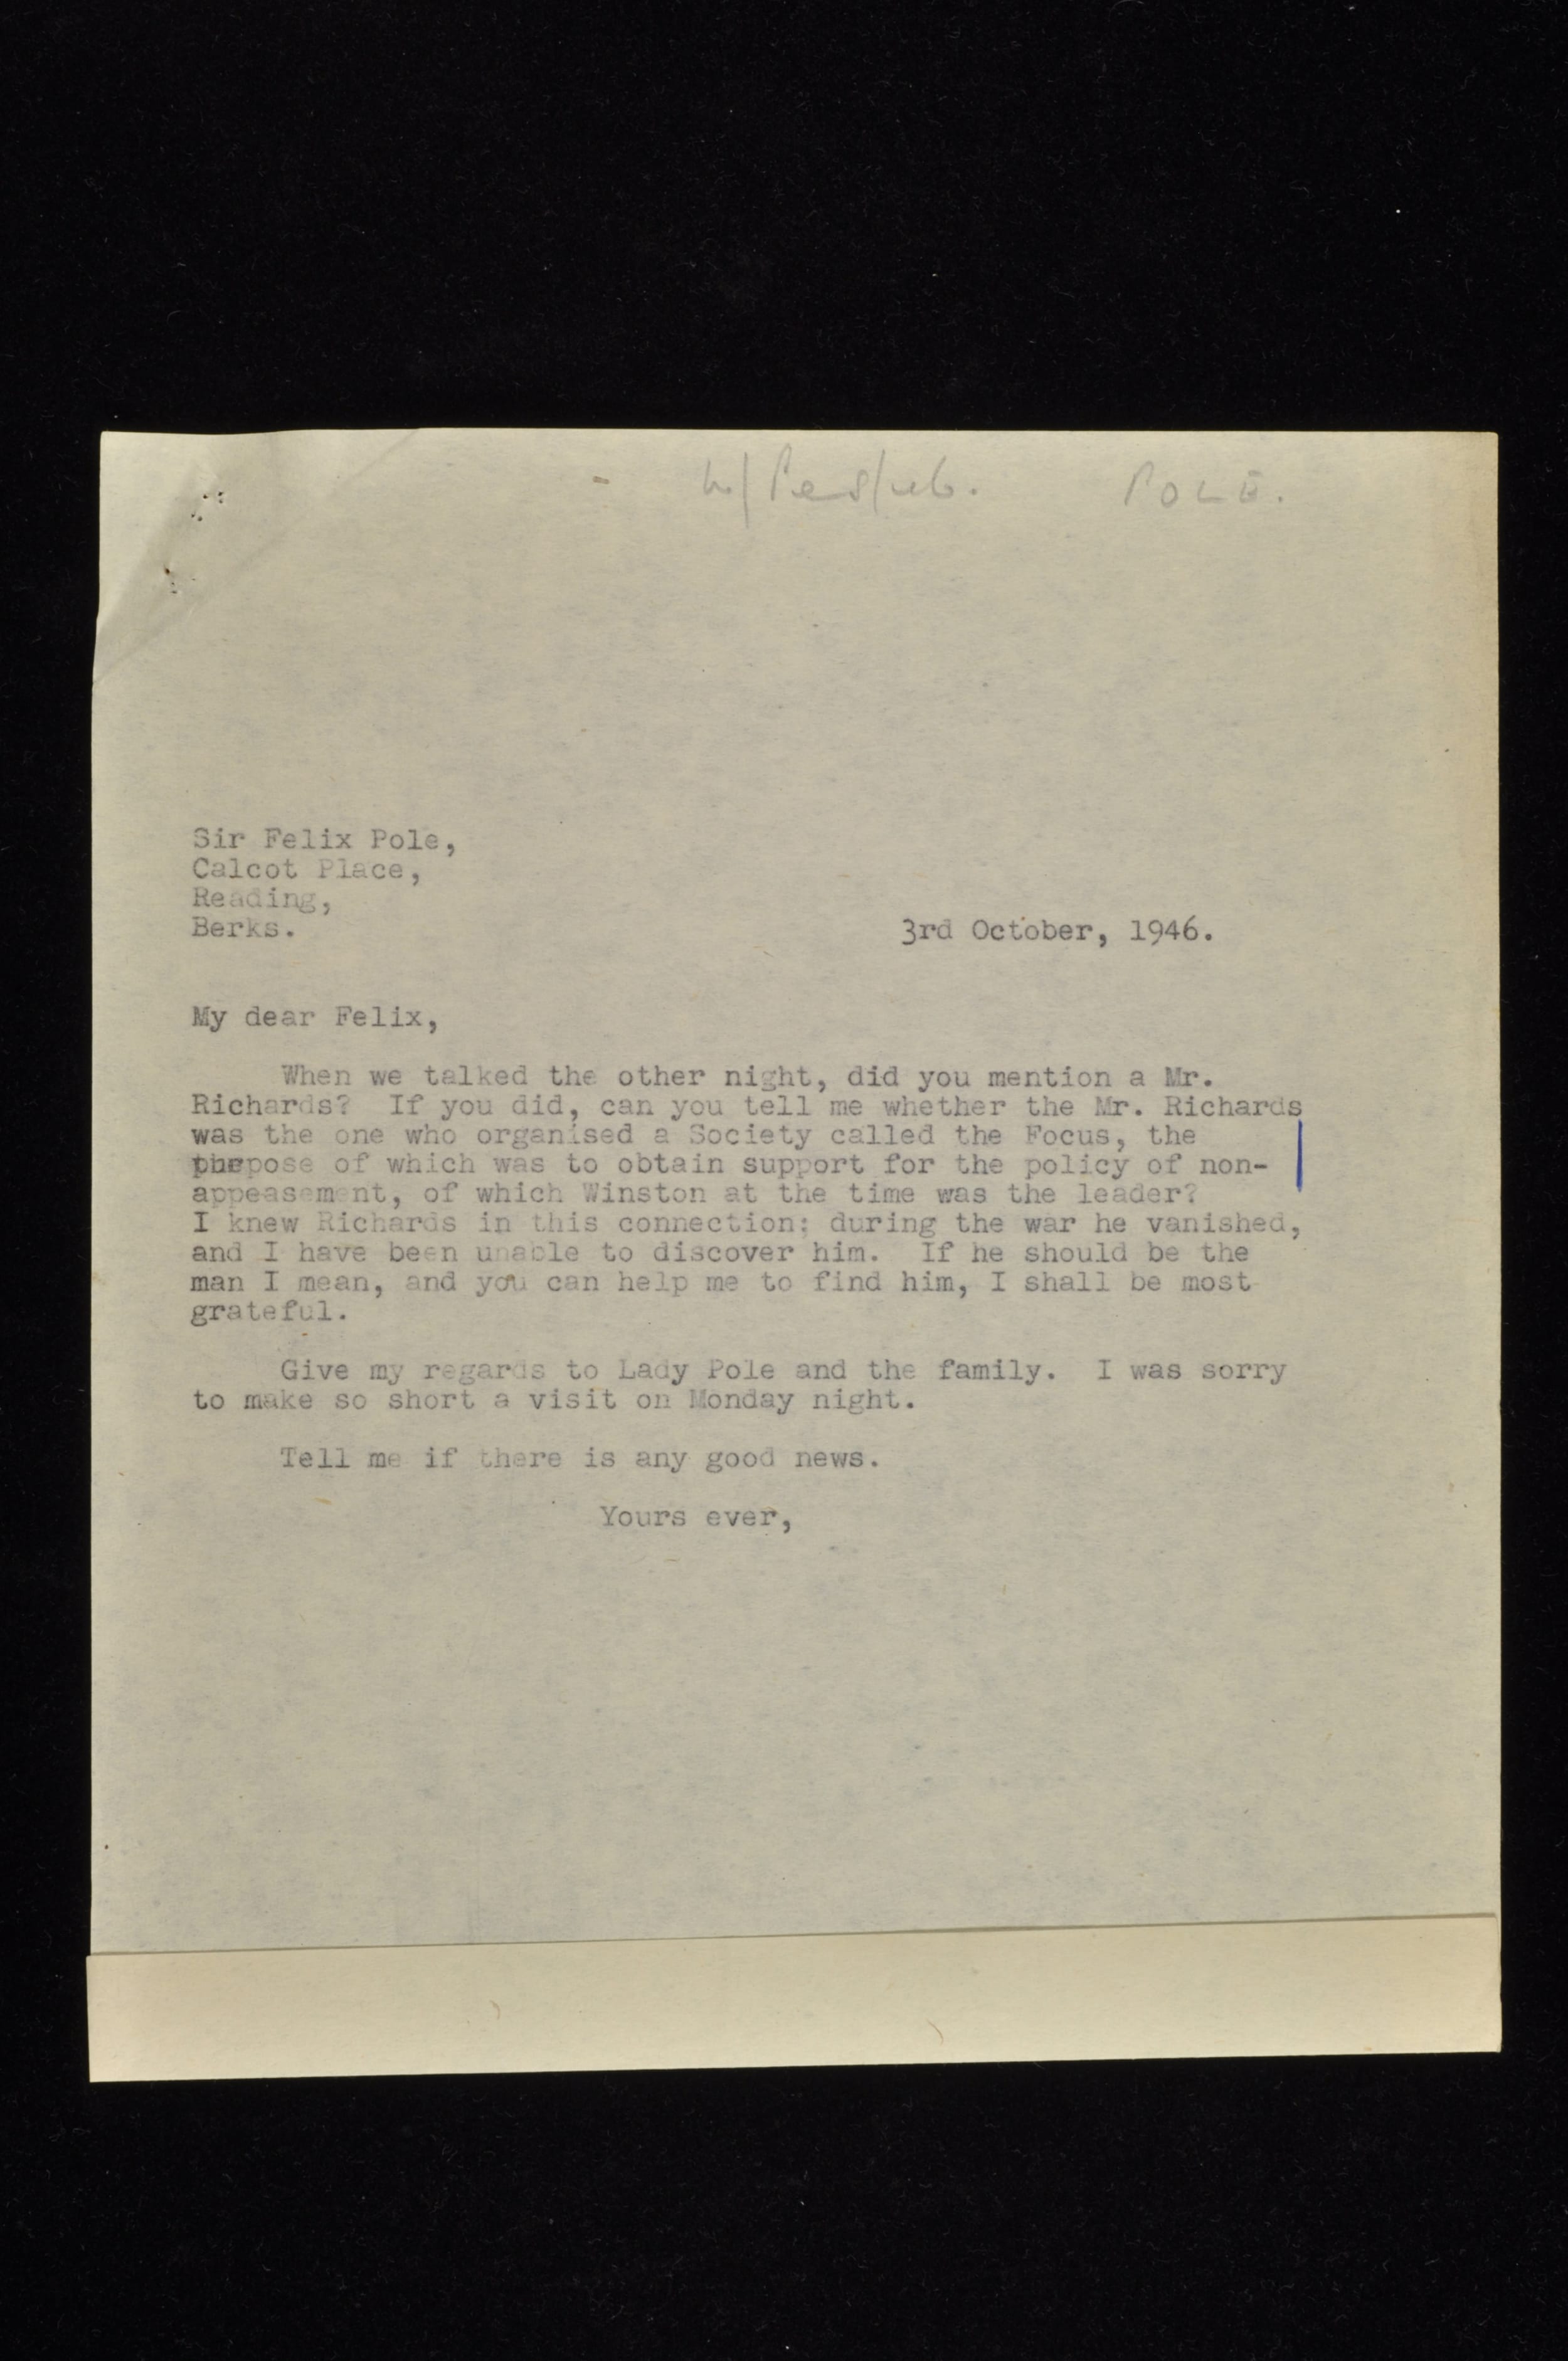 POLE.
Sir Felix Pole,
Calcot Place,
Reading,
Berks.
3rd October, 1946.
My dear Felix,
When we talked the other night, did you mention a Mr.
Richards? If you did, can you tell me whether the Mr. Richards
was the one who organised a Society called the Focus, the
purpose of which was to obtain support for the policy of non-
appeasement, of which Winston at the time was the leader?
I knew Richards in this connection; during the war he vanished,
and I have been unable to discover him. If he should be the
man I mean, and you can help me to find him, I shall be most
grateful.
Give my regards to Lady Pole and the family. I was sorry
to make so short a visit on Monday night.
Tell me if there is any good news.
Yours ever,